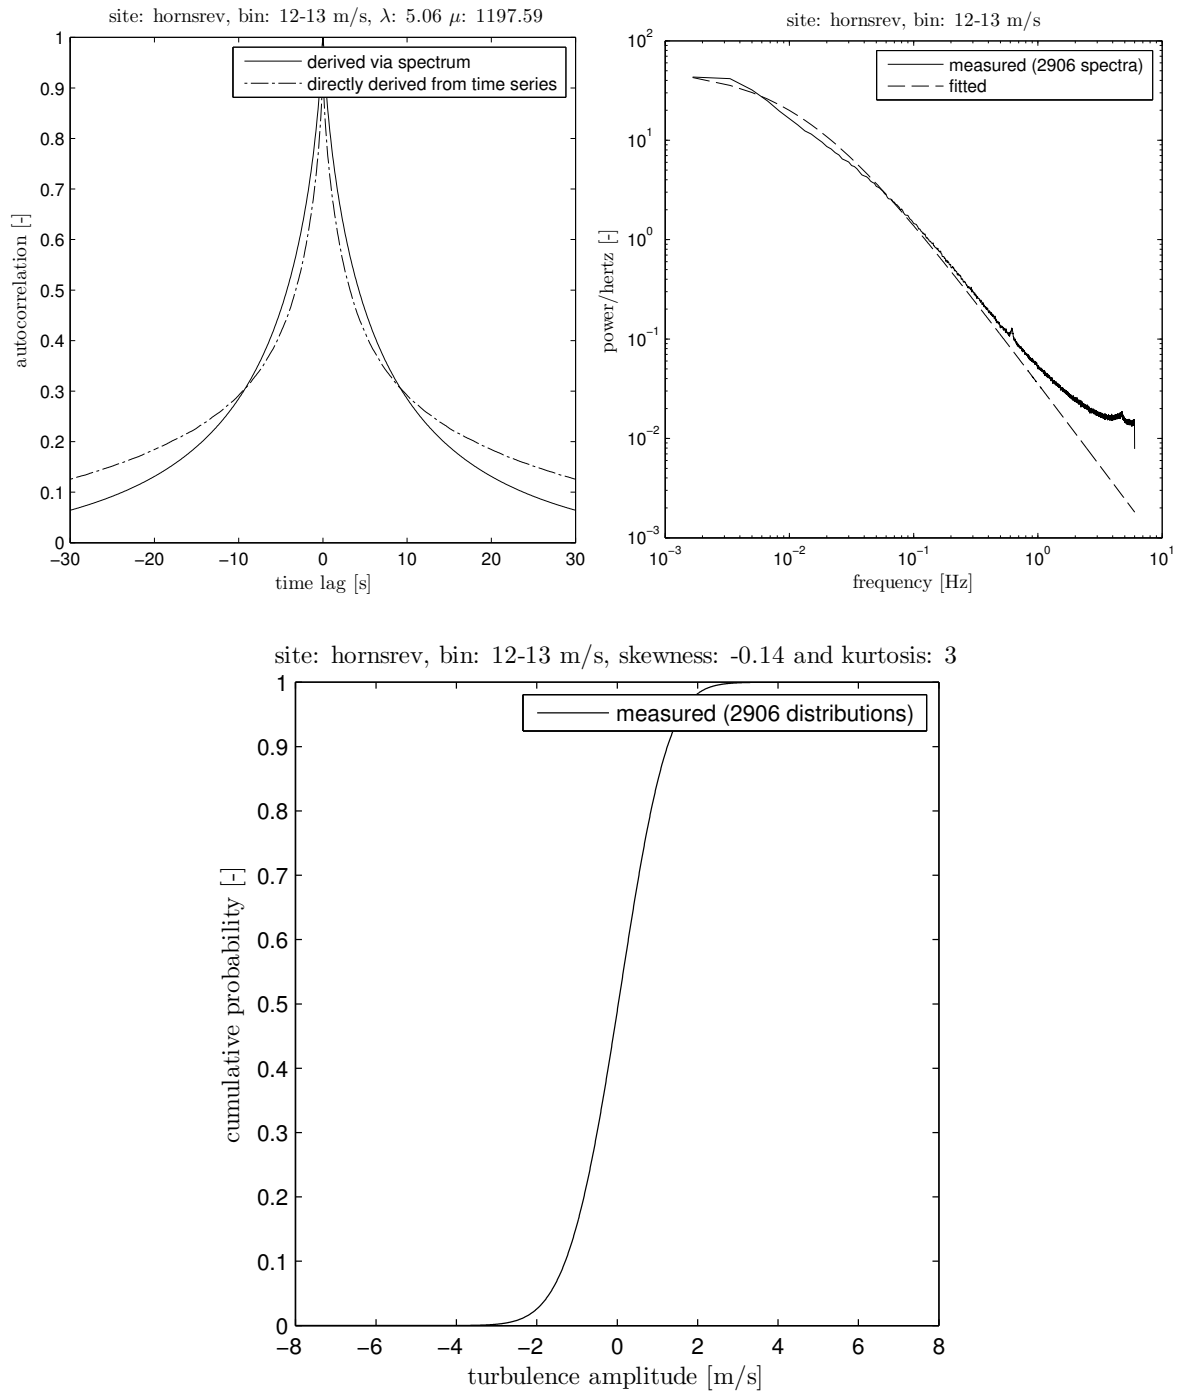 site: hornsrev, bin: 12-13 m/s, λ: 5.06 μ: 1197.59
derived via spectrum
directly derived from time series
autocorrelation [-]
1
0.9
0.8
0.7
0.6
0.5
0.4
0.3
0.2
0.1
0
−30 −20 −10 0 10 20 30
time lag [s]
site: hornsrev, bin: 12-13 m/s
measured (2906 spectra)
fitted
power/hertz [-]
10^2
10^1
10^0
10^−1
10^−2
10^−3
10^−3 10^−2 10^−1 10^0 10^1
frequency [Hz]
site: hornsrev, bin: 12-13 m/s, skewness: -0.14 and kurtosis: 3
measured (2906 distributions)
cumulative probability [-]
1
0.9
0.8
0.7
0.6
0.5
0.4
0.3
0.2
0.1
0
−8 −6 −4 −2 0 2 4 6 8
turbulence amplitude [m/s]